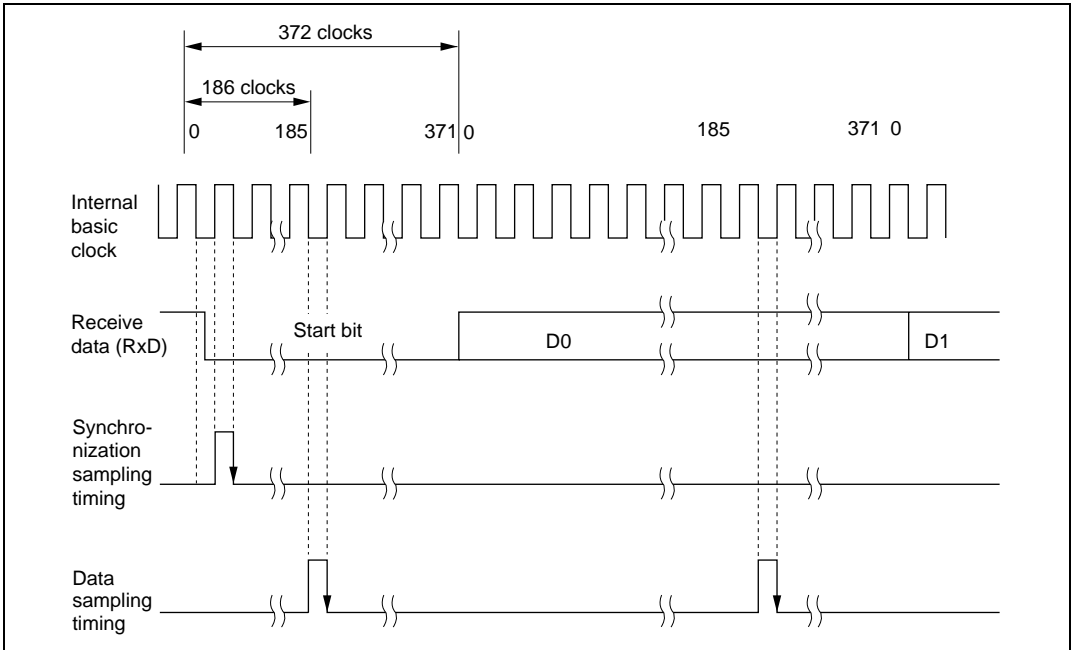 372 clocks
186 clocks
0 185 371 0 185 371 0
Internal
basic
clock
Receive
data (RxD)
Start bit
D0
D1
Synchro-
nization
sampling
timing
Data
sampling
timing